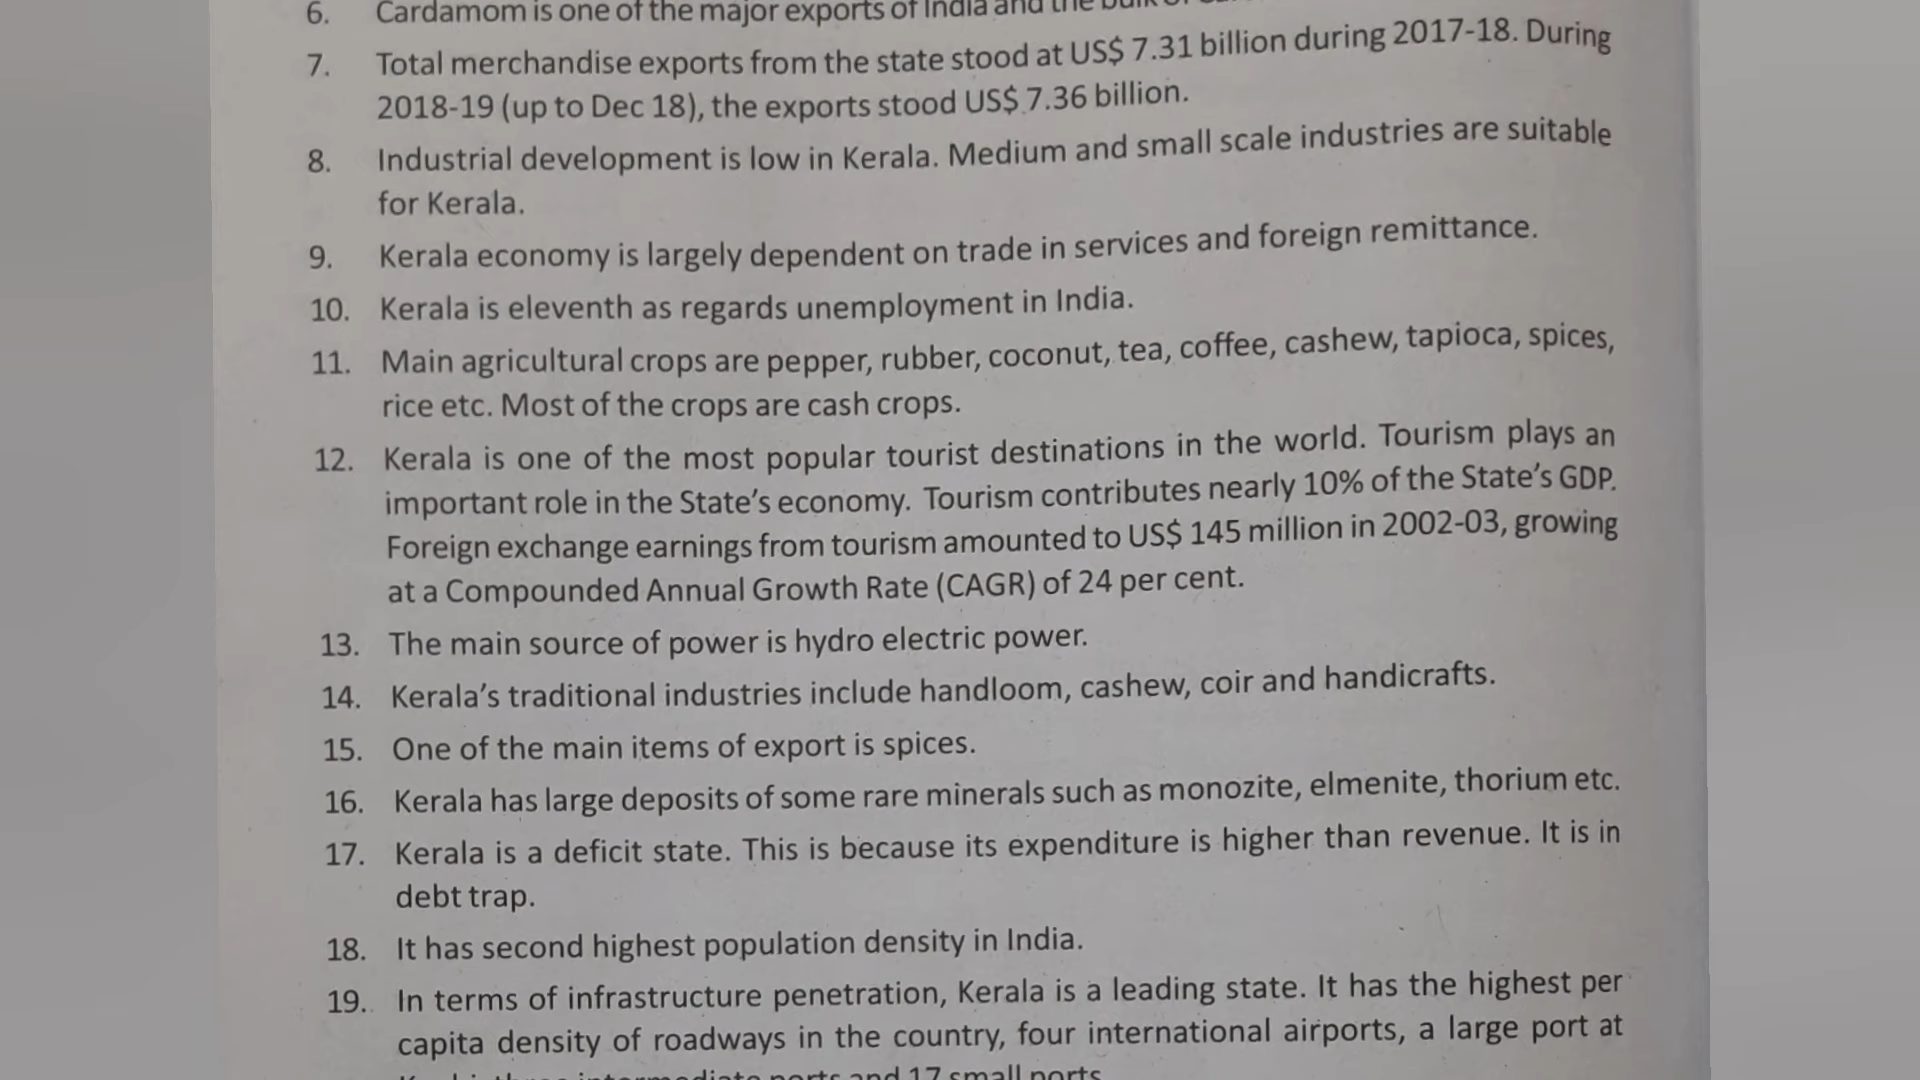 6. Cardamom is one of the major exports of India and the bulk of
7. Total merchandise exports from the state stood at US$ 7.31 billion during 2017-18. During
2018-19 (up to Dec 18), the exports stood US$ 7.36 billion.
8. Industrial development is low in Kerala. Medium and small scale industries are suitable
for Kerala.
9. Kerala economy is largely dependent on trade in services and foreign remittance.
10. Kerala is eleventh as regards unemployment in India.
11. Main agricultural crops are pepper, rubber, coconut, tea, coffee, cashew, tapioca, spices,
rice etc. Most of the crops are cash crops.
12. Kerala is one of the most popular tourist destinations in the world. Tourism plays an
important role in the State's economy. Tourism contributes nearly 10% of the State's GDP.
Foreign exchange earnings from tourism amounted to US$ 145 million in 2002-03, growing
at a Compounded Annual Growth Rate (CAGR) of 24 per cent.
13. The main source of power is hydro electric power.
14. Kerala's traditional industries include handloom, cashew, coir and handicrafts.
15. One of the main items of export is spices.
16. Kerala has large deposits of some rare minerals such as monozite, elmenite, thorium etc.
17. Kerala is a deficit state. This is because its expenditure is higher than revenue. It is in
debt trap.
18. It has second highest population density in India.
19. In terms of infrastructure penetration, Kerala is a leading state. It has the highest per
capita density of roadways in the country, four international airports, a large port at
intermediate ports and 17 small ports